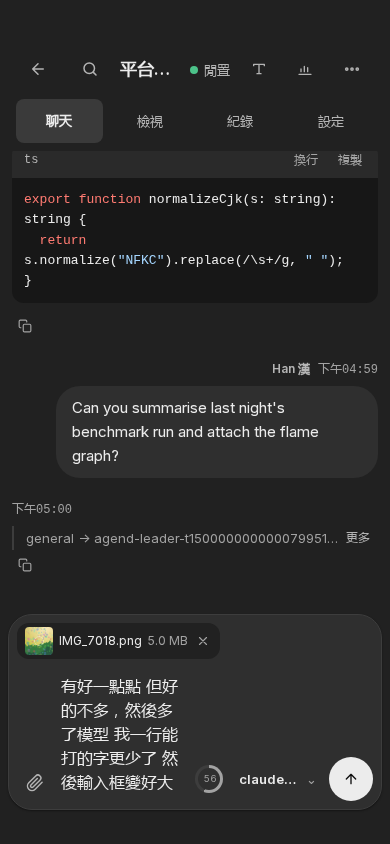 平台…
閒置
聊天
檢視
紀錄
設定
ts
換行
複製
export function normalizeCjk(s: string):
string {
  return
s.normalize("NFKC").replace(/\s+/g, " ");
}
Han 漢 下午04:59
Can you summarise last night's
benchmark run and attach the flame
graph?
下午05:00
general → agend-leader-t150000000000079951… 更多
IMG_7018.png 5.0 MB
有好一點點 但好
的不多，然後多
了模型 我一行能
打的字更少了 然
後輸入框變好大
56
claude…